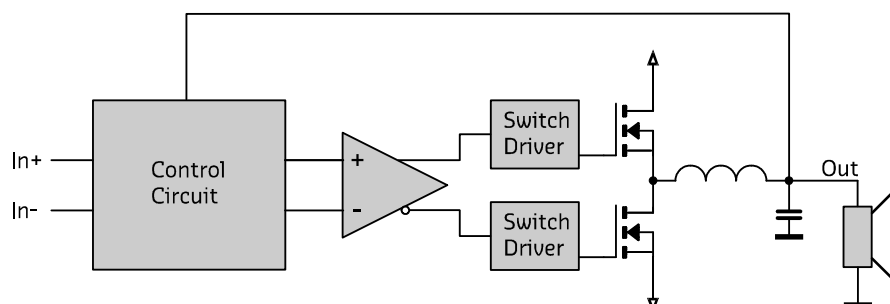 In+
In-
Control
Circuit
+
-
Switch
Driver
Switch
Driver
Out